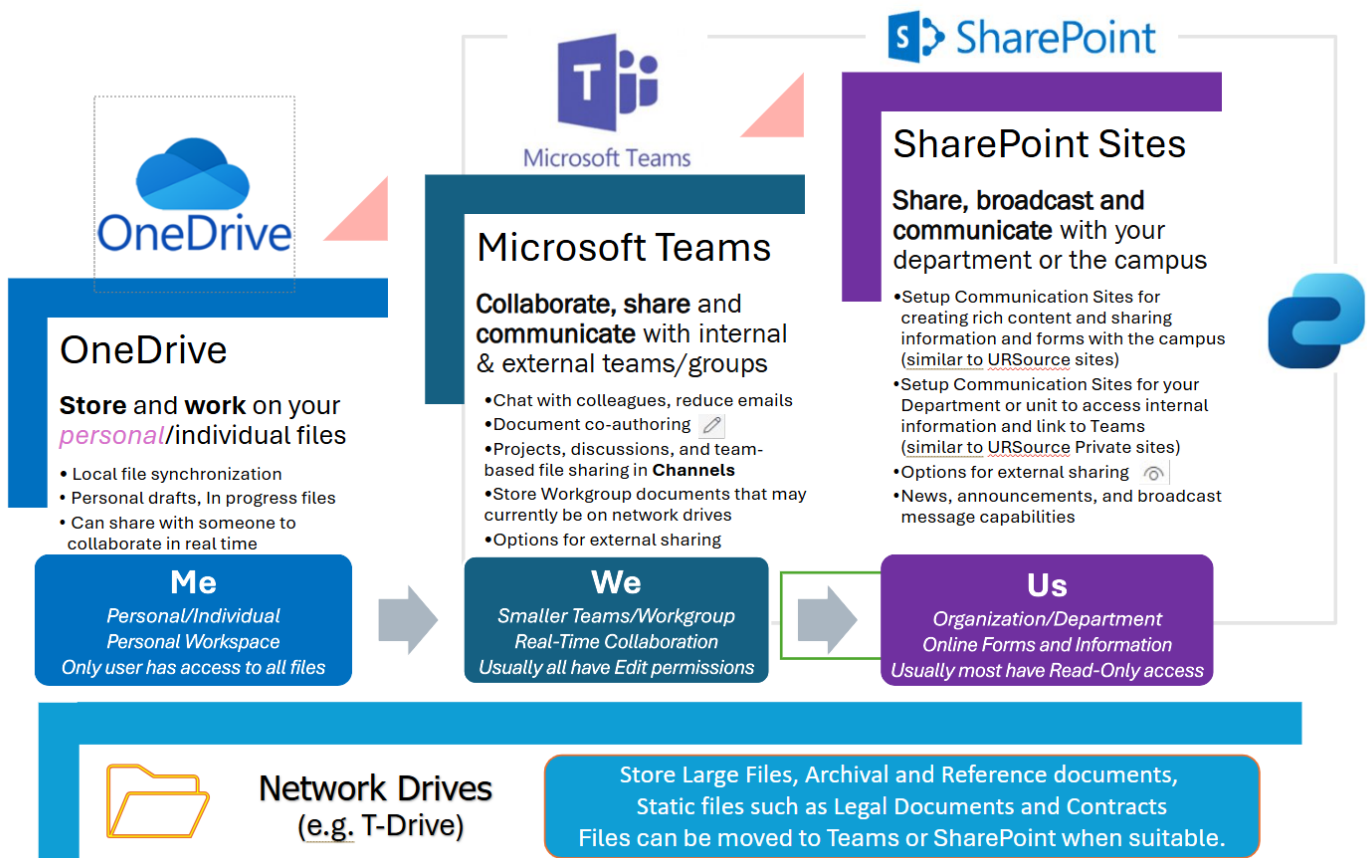 OneDrive
OneDrive
Store and work on your
personal/individual files
• Local file synchronization
• Personal drafts, In progress files
• Can share with someone to
collaborate in real time
Me
Personal/Individual
Personal Workspace
Only user has access to all files
T
Microsoft Teams
Microsoft Teams
Collaborate, share and
communicate with internal
& external teams/groups
•Chat with colleagues, reduce emails
•Document co-authoring
•Projects, discussions, and team-
based file sharing in Channels
•Store Workgroup documents that may
currently be on network drives
•Options for external sharing
We
Smaller Teams/Workgroup
Real-Time Collaboration
Usually all have Edit permissions
S SharePoint
SharePoint Sites
Share, broadcast and
communicate with your
department or the campus
•Setup Communication Sites for
creating rich content and sharing
information and forms with the campus
(similar to URSource sites)
•Setup Communication Sites for your
Department or unit to access internal
information and link to Teams
(similar to URSource Private sites)
•Options for external sharing
•News, announcements, and broadcast
message capabilities
Us
Organization/Department
Online Forms and Information
Usually most have Read-Only access
Network Drives
(e.g. T-Drive)
Store Large Files, Archival and Reference documents,
Static files such as Legal Documents and Contracts
Files can be moved to Teams or SharePoint when suitable.